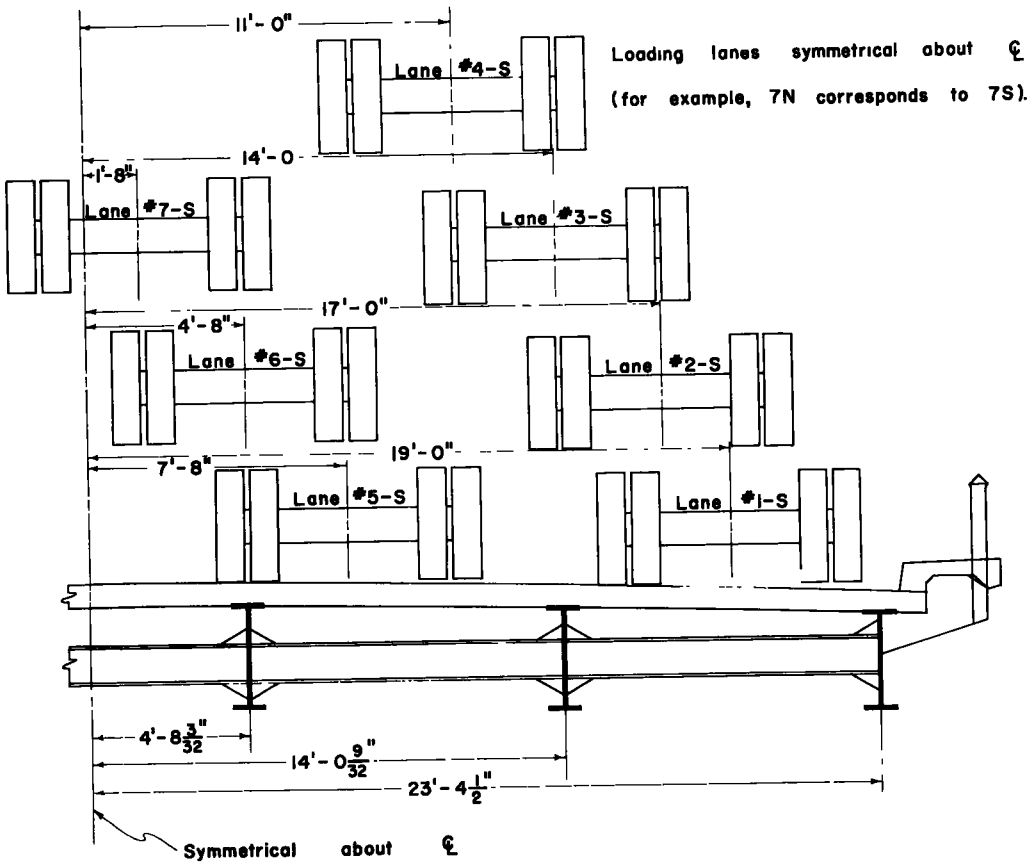 11'-0"
Lane #4-S
Loading lanes symmetrical about ℄
(for example, 7N corresponds to 7S).
14'-0
1'-8"
Lane #7-S
Lane #3-S
17'-0"
4'-8"
Lane #6-S
Lane #2-S
19'-0"
7'-8"
Lane #5-S
Lane #1-S
4'-8 3/32"
14'-0 9/32"
23'-4 1/2"
Symmetrical about ℄